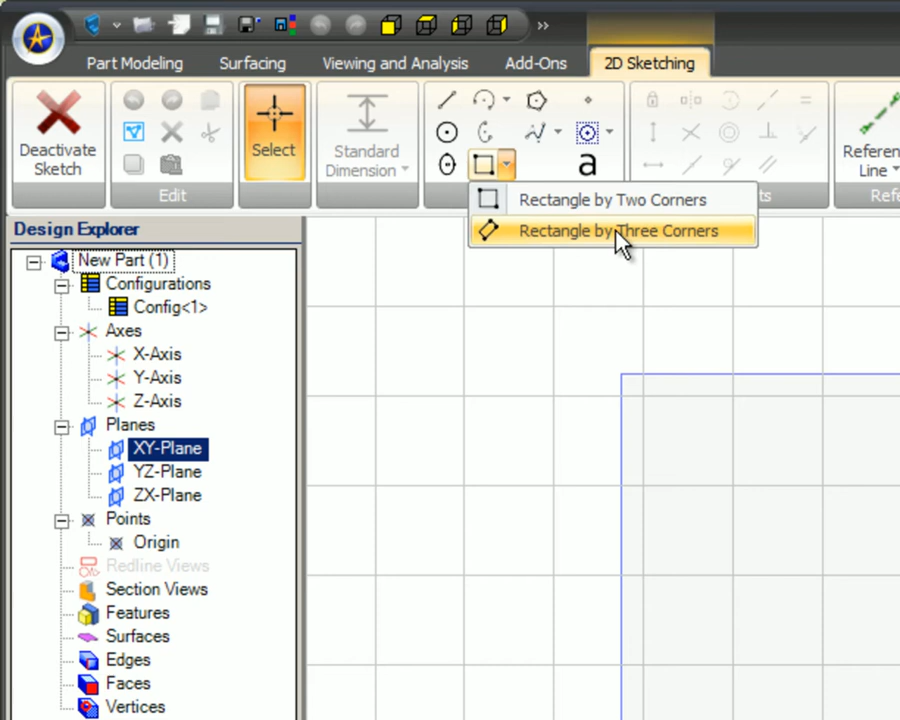 Part Modeling Surfacing Viewing and Analysis Add-Ons 2D Sketching
Deactivate Sketch
Edit
Select
Standard Dimension
a
Rectangle by Two Corners
Rectangle by Three Corners
Line
Design Explorer
New Part (1)
Configurations
Config<1>
Axes
X-Axis
Y-Axis
Z-Axis
Planes
XY-Plane
YZ-Plane
ZX-Plane
Points
Origin
Redline Views
Section Views
Features
Surfaces
Edges
Faces
Vertices